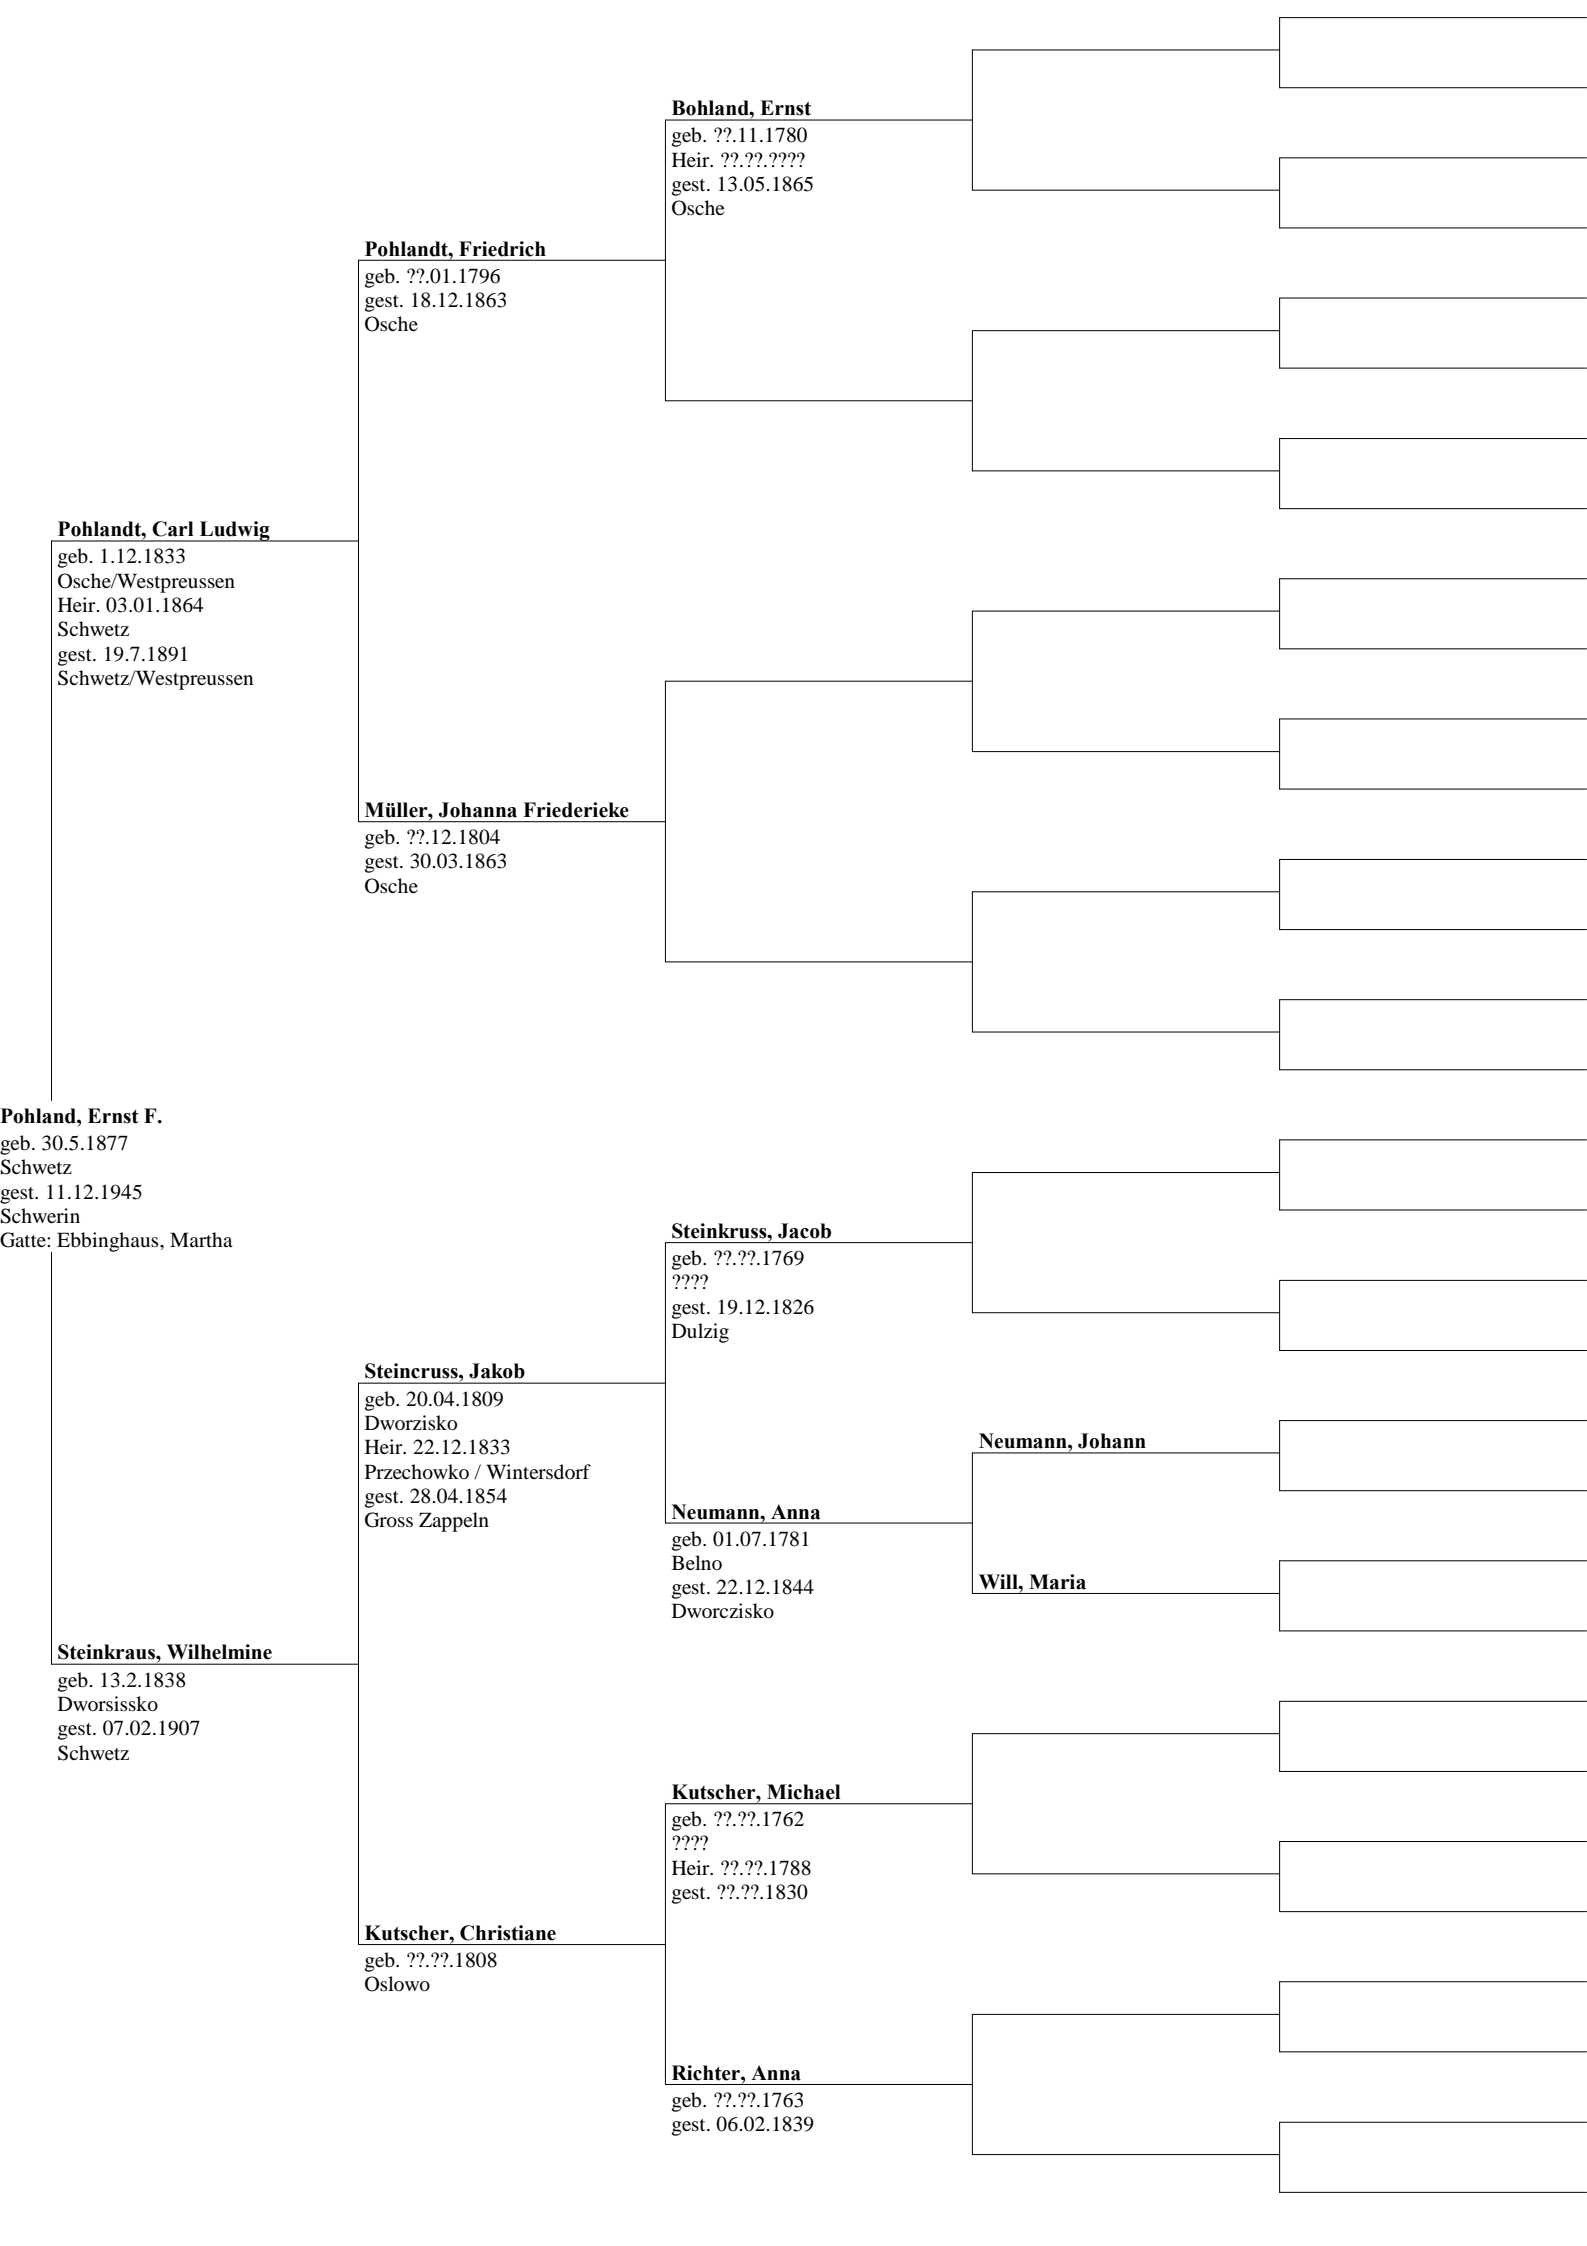 Bohland, Ernst
geb. ??.11.1780
Heir. ??.??.????
gest. 13.05.1865
Osche
Pohlandt, Friedrich
geb. ??.01.1796
gest. 18.12.1863
Osche
Pohlandt, Carl Ludwig
geb. 1.12.1833
Osche/Westpreussen
Heir. 03.01.1864
Schwetz
gest. 19.7.1891
Schwetz/Westpreussen
Müller, Johanna Friederieke
geb. ??.12.1804
gest. 30.03.1863
Osche
Pohland, Ernst F.
geb. 30.5.1877
Schwetz
gest. 11.12.1945
Schwerin
Gatte: Ebbinghaus, Martha
Steinkruss, Jacob
geb. ??.??.1769
????
gest. 19.12.1826
Dulzig
Steincruss, Jakob
geb. 20.04.1809
Dworzisko
Heir. 22.12.1833
Przechowko / Wintersdorf
gest. 28.04.1854
Gross Zappeln
Neumann, Johann
Neumann, Anna
geb. 01.07.1781
Belno
gest. 22.12.1844
Dworczisko
Will, Maria
Steinkraus, Wilhelmine
geb. 13.2.1838
Dworsissko
gest. 07.02.1907
Schwetz
Kutscher, Michael
geb. ??.??.1762
????
Heir. ??.??.1788
gest. ??.??.1830
Kutscher, Christiane
geb. ??.??.1808
Oslowo
Richter, Anna
geb. ??.??.1763
gest. 06.02.1839